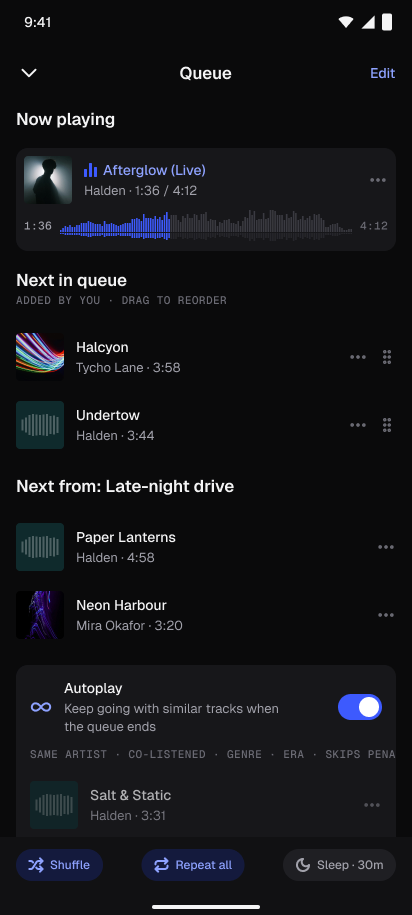 9:41
Queue
Edit
Now playing
Afterglow (Live)
Halden · 1:36 / 4:12
1:36
4:12
Next in queue
ADDED BY YOU · DRAG TO REORDER
Halcyon
Tycho Lane · 3:58
Undertow
Halden · 3:44
Next from: Late-night drive
Paper Lanterns
Halden · 4:58
Neon Harbour
Mira Okafor · 3:20
Autoplay
Keep going with similar tracks when
the queue ends
SAME ARTIST · CO-LISTENED · GENRE · ERA · SKIPS PENA
Salt & Static
Halden · 3:31
Shuffle
Repeat all
Sleep · 30m